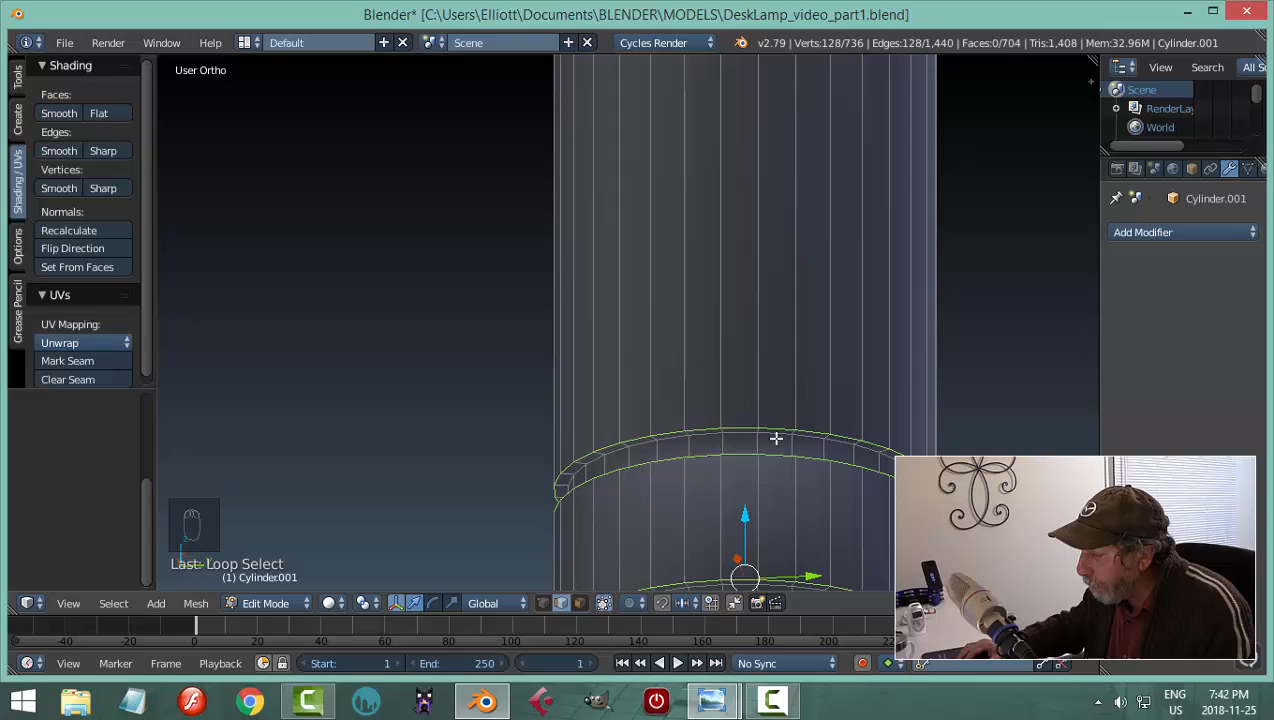 Blender* [C:\Users\Elliott\Documents\BLENDER\MODELS\DeskLamp_video_part1.blend]
File Render Window Help Default Scene Cycles Render v2.79 | Verts:128/736 | Edges:128/1,440 | Faces:0/704 | Tris:1,408 | Mem:32.96M | Cylinder.001
Tools
Create
Shading / UVs
Options
Grease Pencil
Shading
Faces:
Smooth Flat
Edges:
Smooth Sharp
Vertices:
Smooth Sharp
Normals:
Recalculate
Flip Direction
Set From Faces
UVs
UV Mapping:
Unwrap
Mark Seam
Clear Seam
User Ortho
View Search All S
Scene
RenderLay
World
Cylinder.001
Add Modifier
Last: Loop Select
(1) Cylinder.001
View Select Add Mesh Edit Mode Global
-40 -20 0 20 40 60 80 100 120 140 160 180 200
View Marker Frame Playback Start: 1 End: 250 1 No Sync
ENG 7:42 PM
US 2018-11-25